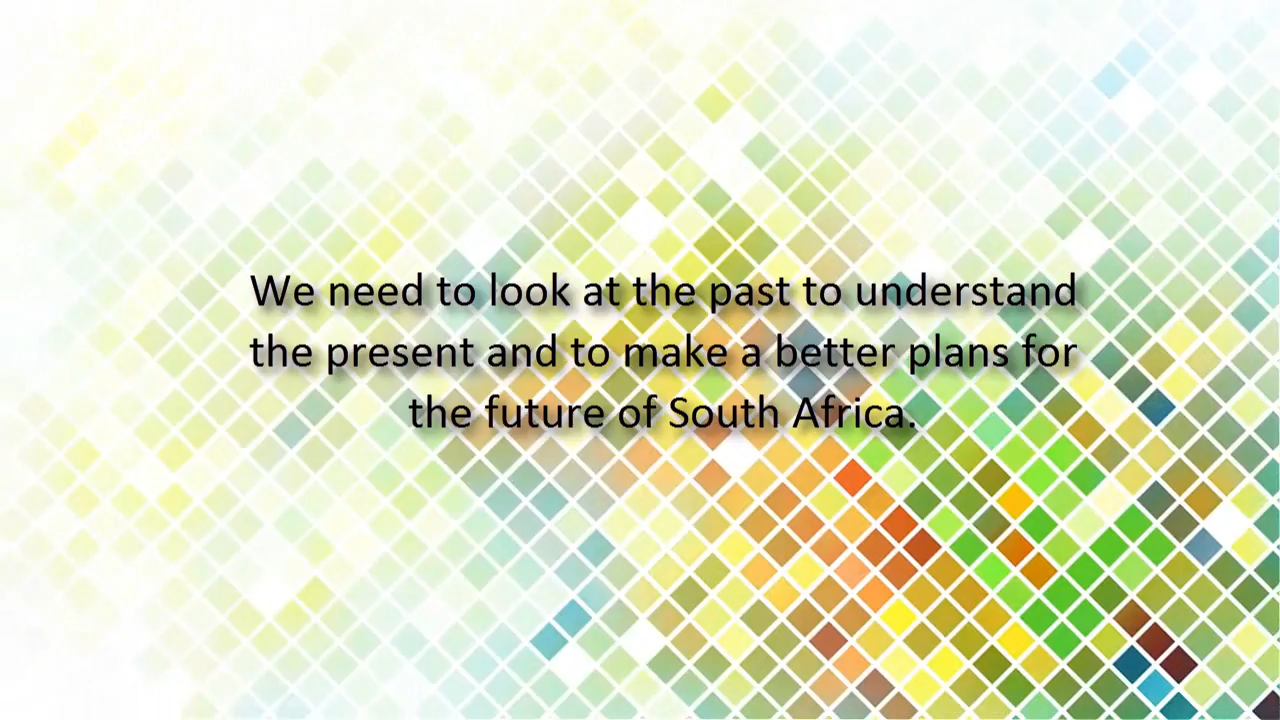 We need to look at the past to understand
the present and to make a better plans for
the future of South Africa.